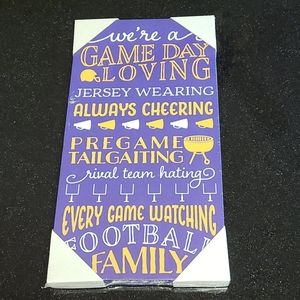 we're a
GAME DAY
LOVING
JERSEY WEARING
ALWAYS CHEERING
PREGAME
TAILGAITING
rival team hating
EVERY GAME WATCHING
FOOTBALL
FAMILY